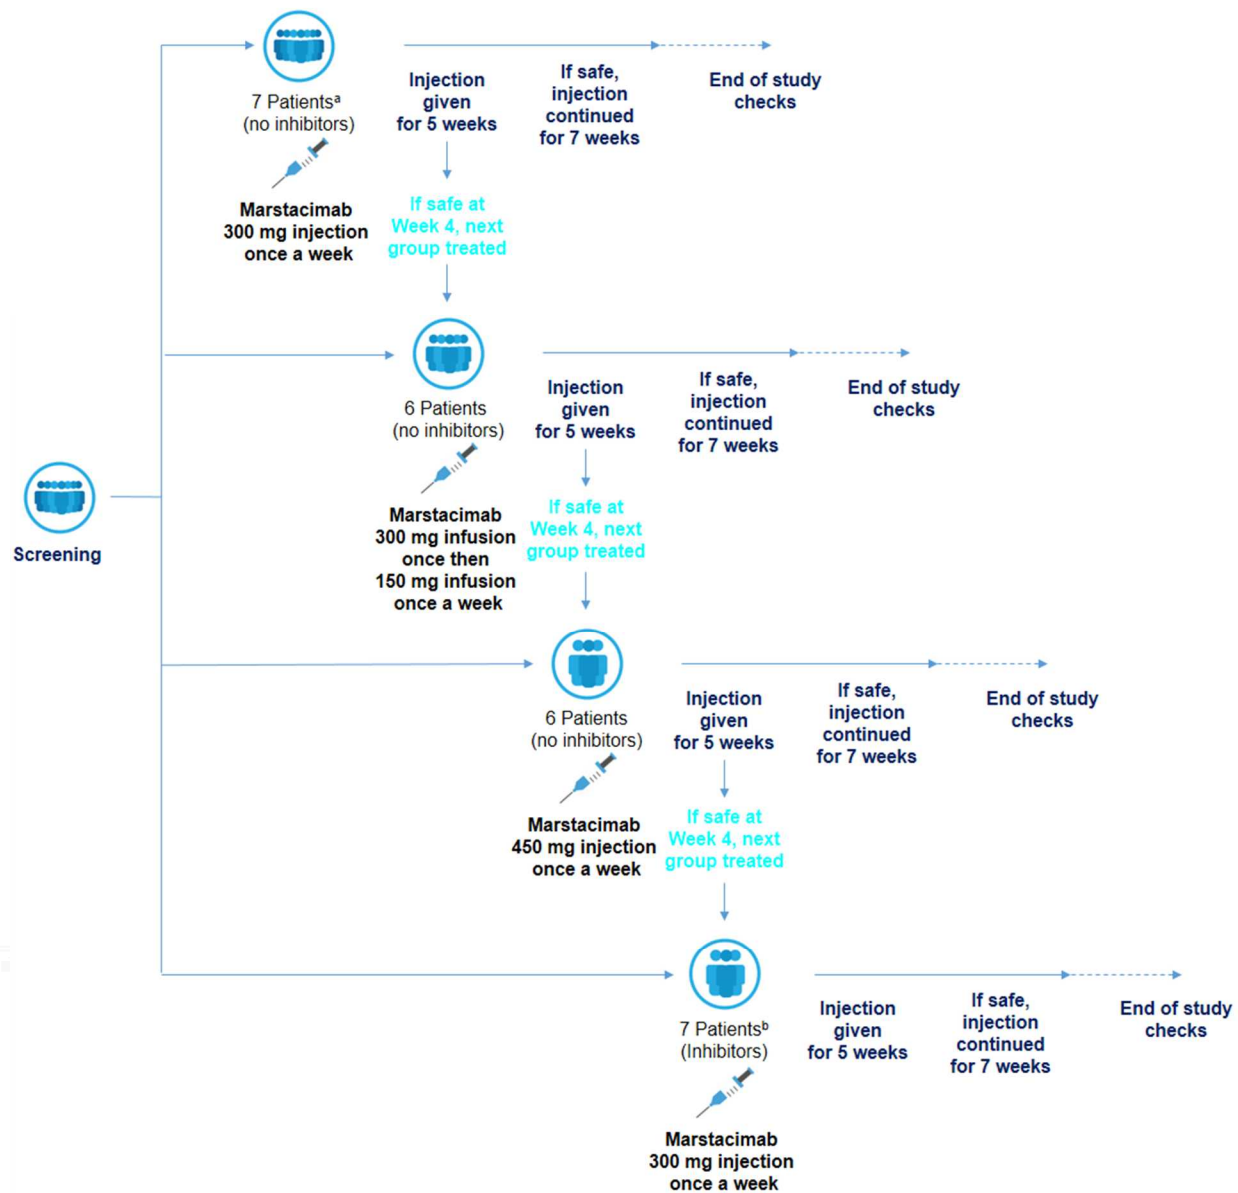 7 Patientsᵃ
(no inhibitors)
Marstacimab
300 mg injection
once a week
Injection
given
for 5 weeks
If safe,
injection
continued
for 7 weeks
End of study
checks
If safe at
Week 4, next
group treated
6 Patients
(no inhibitors)
Marstacimab
300 mg infusion
once then
150 mg infusion
once a week
Injection
given
for 5 weeks
If safe,
injection
continued
for 7 weeks
End of study
checks
If safe at
Week 4, next
group treated
Screening
6 Patients
(no inhibitors)
Marstacimab
450 mg injection
once a week
Injection
given
for 5 weeks
If safe,
injection
continued
for 7 weeks
End of study
checks
If safe at
Week 4, next
group treated
7 Patientsᵇ
(Inhibitors)
Marstacimab
300 mg injection
once a week
Injection
given
for 5 weeks
If safe,
injection
continued
for 7 weeks
End of study
checks